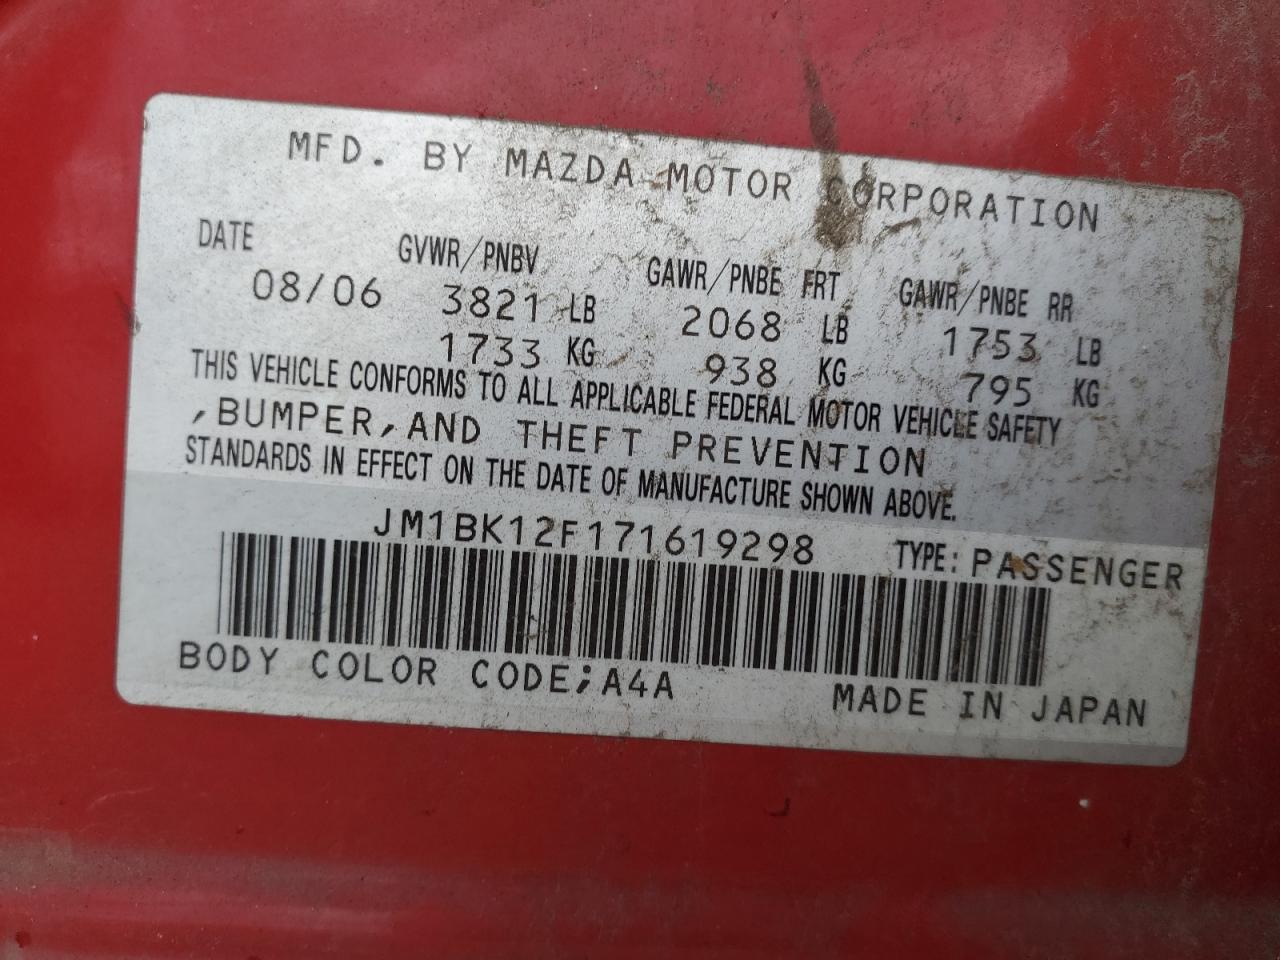 MFD. BY MAZDA MOTOR CORPORATION
DATE GVWR/PNBV GAWR/PNBE FRT GAWR/PNBE RR
08/06 3821 LB 2068 LB 1753 LB
1733 KG 938 KG 795 KG
THIS VEHICLE CONFORMS TO ALL APPLICABLE FEDERAL MOTOR VEHICLE SAFETY
,BUMPER,AND THEFT PREVENTION
STANDARDS IN EFFECT ON THE DATE OF MANUFACTURE SHOWN ABOVE.
JM1BK12F171619298 TYPE: PASSENGER
BODY COLOR CODE;A4A MADE IN JAPAN